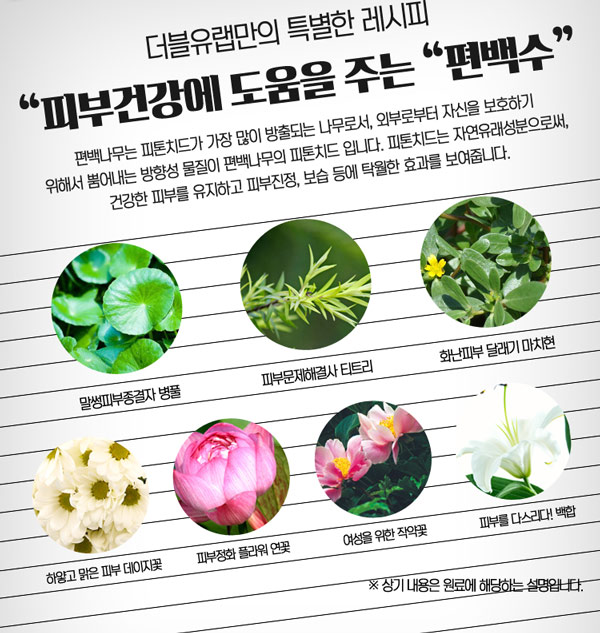 더블유랩만의 특별한 레시피
“피부건강에 도움을 주는 “편백수”
편백나무는 피톤치드가 가장 많이 방출되는 나무로서, 외부로부터 자신을 보호하기
위해서 뿜어내는 방향성 물질이 편백나무의 피톤치드 입니다. 피톤치드는 자연유래성분으로써,
건강한 피부를 유지하고 피부진정, 보습 등에 탁월한 효과를 보여줍니다.
말썽피부종결자 병풀
피부문제해결사 티트리
화난피부 달래기 마치현
하얗고 맑은 피부 데이지꽃
피부정화 플라워 연꽃
여성을 위한 작약꽃
피부를 다스리다! 백합
※ 상기 내용은 원료에 해당하는 설명입니다.